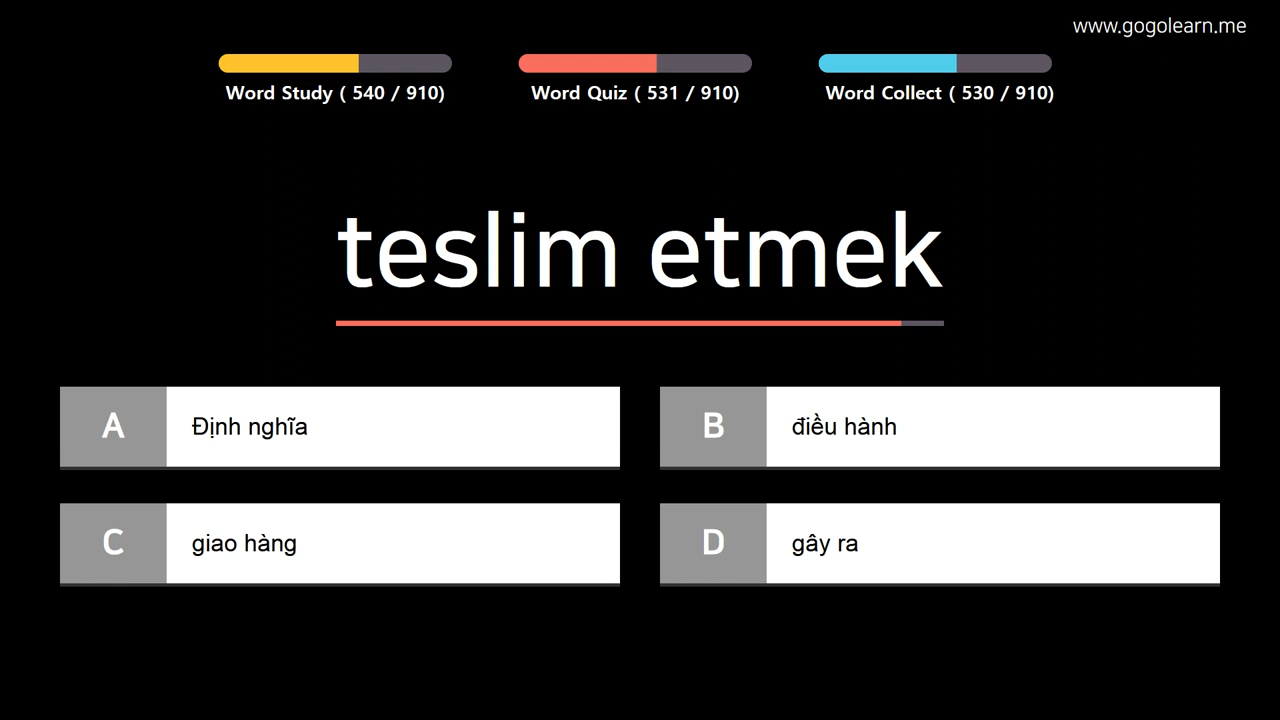 www.gogolearn.me
Word Study ( 540 / 910)
Word Quiz ( 531 / 910)
Word Collect ( 530 / 910)
teslim etmek
A Định nghĩa
B điều hành
C giao hàng
D gây ra